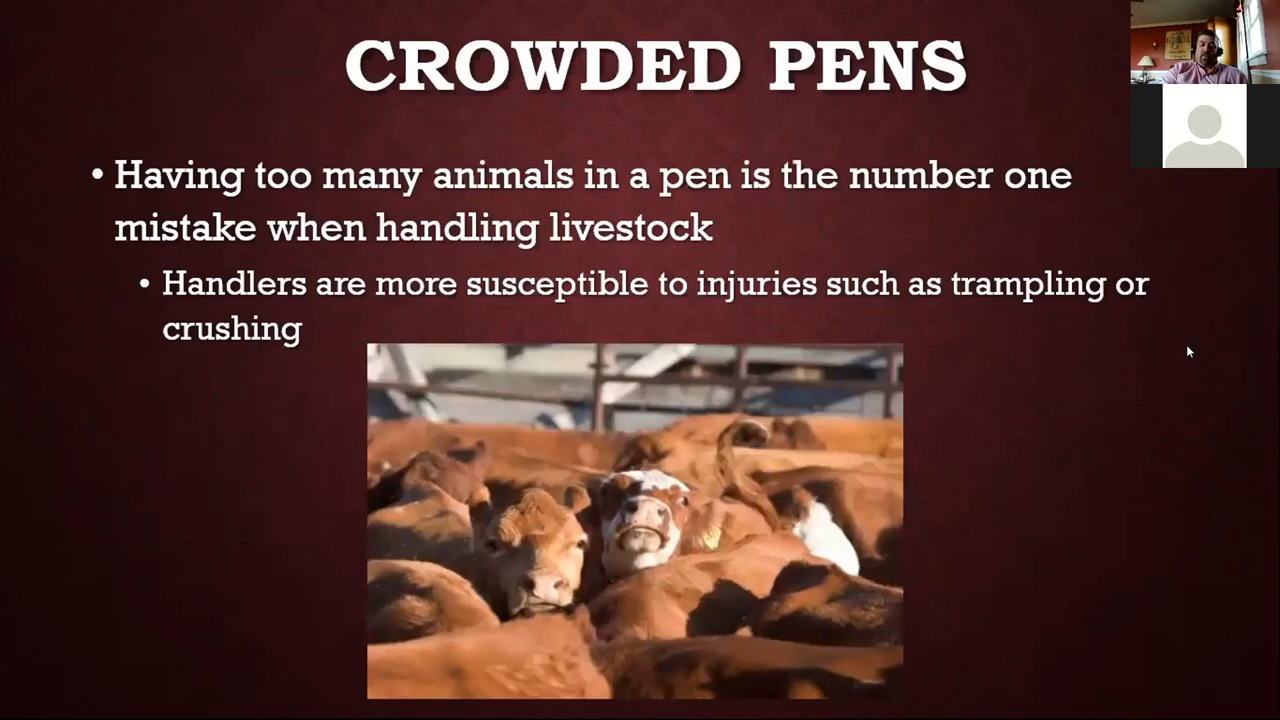 CROWDED PENS
• Having too many animals in a pen is the number one
mistake when handling livestock
• Handlers are more susceptible to injuries such as trampling or
crushing